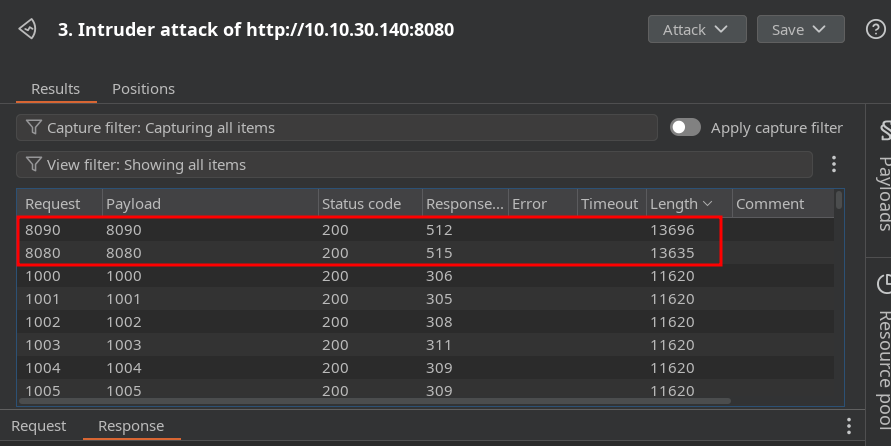 3. Intruder attack of http://10.10.30.140:8080
Attack
Save
Results Positions
Capture filter: Capturing all items
Apply capture filter
View filter: Showing all items
Request Payload Status code Response... Error Timeout Length Comment
8090 8090 200 512 13696
8080 8080 200 515 13635
1000 1000 200 306 11620
1001 1001 200 305 11620
1002 1002 200 308 11620
1003 1003 200 311 11620
1004 1004 200 309 11620
1005 1005 200 309 11620
Request Response
Payloads
Resource pool